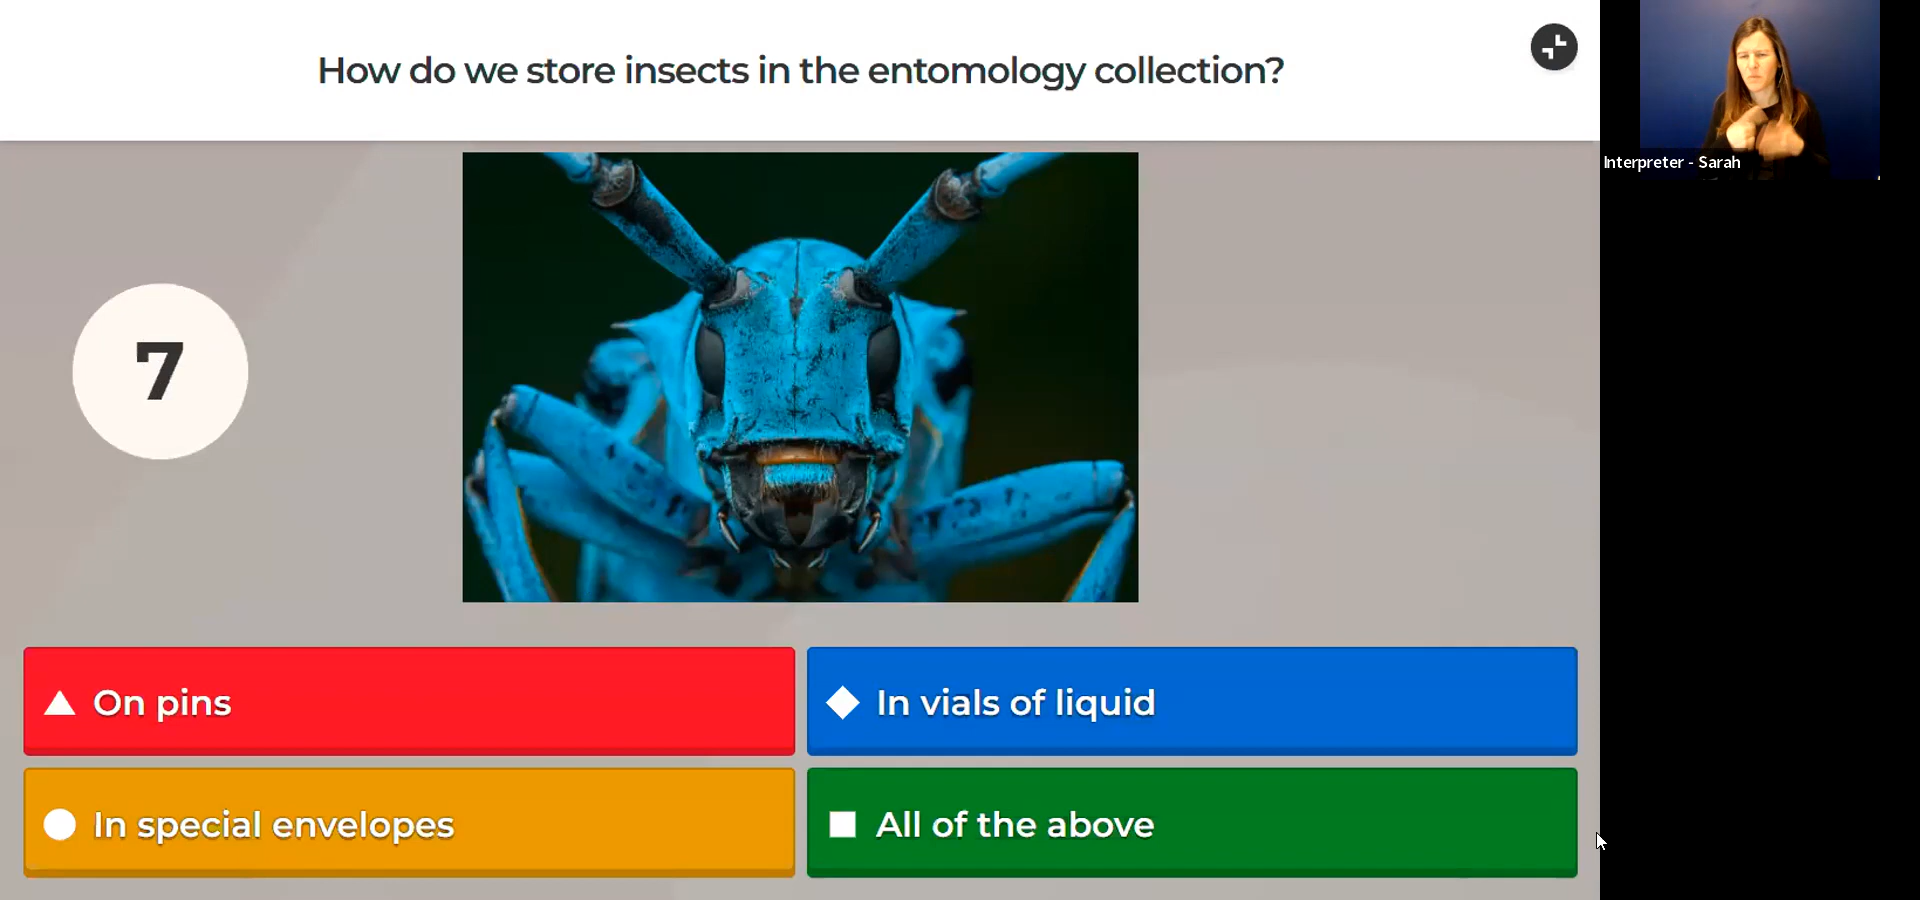 How do we store insects in the entomology collection?
Interpreter - Sarah
7
On pins
In vials of liquid
In special envelopes
All of the above